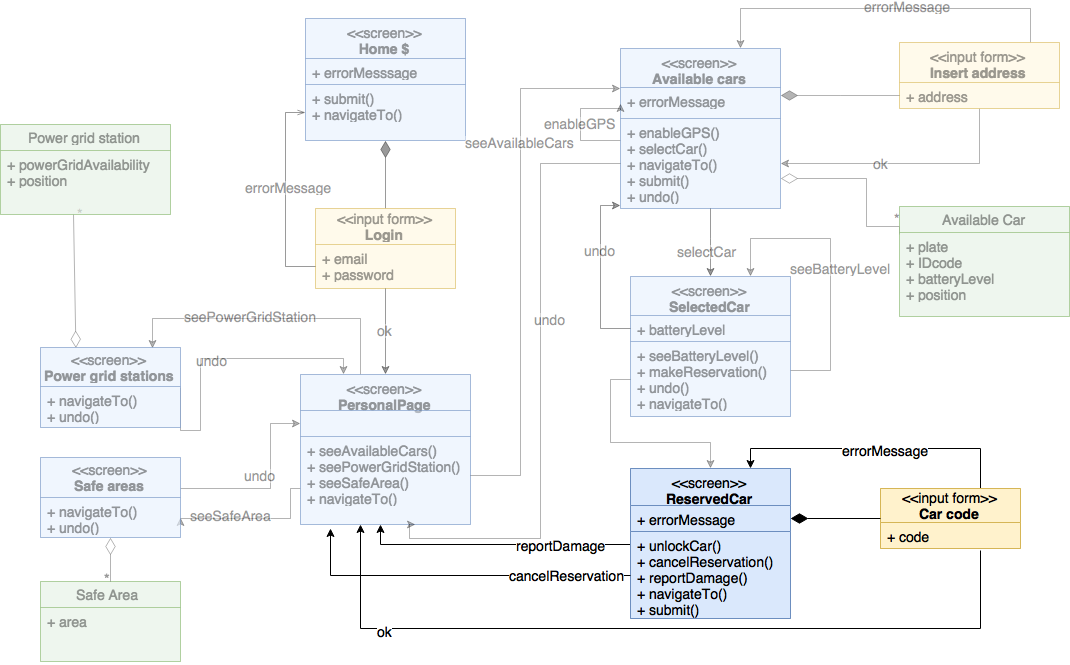 errorMessage
<<screen>>
Home $
+ errorMesssage
+ submit()
+ navigateTo()
<<screen>>
Available cars
+ errorMessage
+ enableGPS()
+ selectCar()
+ navigateTo()
+ submit()
+ undo()
<<input form>>
Insert address
+ address
enableGPS
seeAvailableCars
ok
Power grid station
+ powerGridAvailability
+ position
*
errorMessage
<<input form>>
Login
+ email
+ password
*
Available Car
+ plate
+ IDcode
+ batteryLevel
+ position
undo
selectCar
seeBatteryLevel
<<screen>>
SelectedCar
+ batteryLevel
+ seeBatteryLevel()
+ makeReservation()
+ undo()
+ navigateTo()
seePowerGridStation
ok
undo
<<screen>>
Power grid stations
+ navigateTo()
+ undo()
undo
<<screen>>
PersonalPage
+ seeAvailableCars()
+ seePowerGridStation()
+ seeSafeArea()
+ navigateTo()
<<screen>>
Safe areas
+ navigateTo()
+ undo()
undo
seeSafeArea
errorMessage
<<screen>>
ReservedCar
+ errorMessage
+ unlockCar()
+ cancelReservation()
+ reportDamage()
+ navigateTo()
+ submit()
<<input form>>
Car code
+ code
reportDamage
cancelReservation
*
Safe Area
+ area
ok